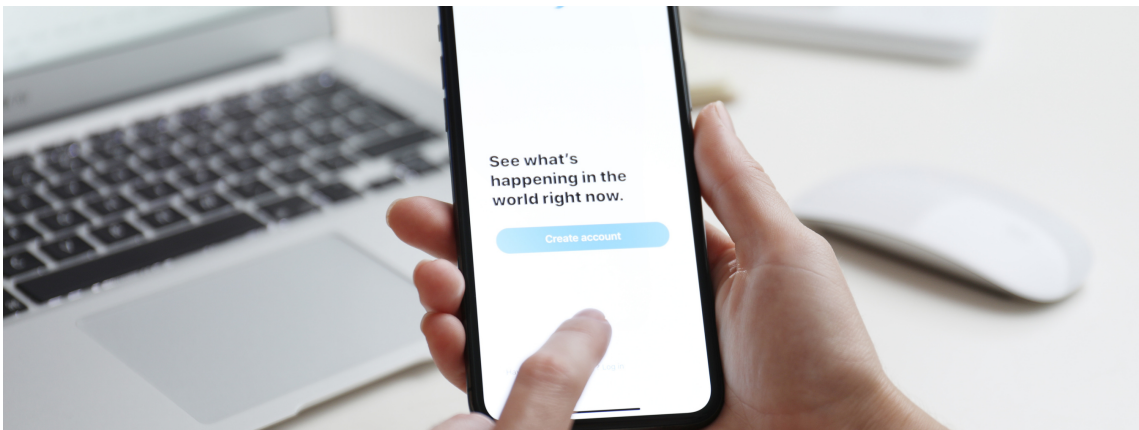 See what's
happening in the
world right now.
Create account